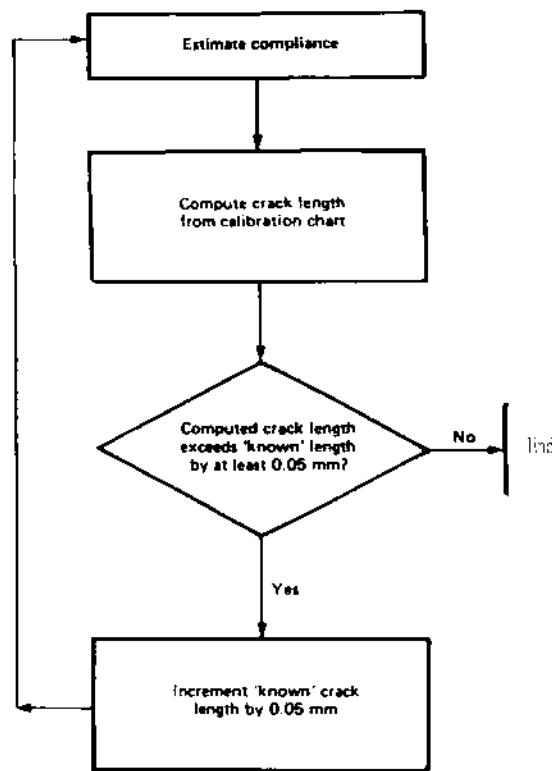 Estimate compliance
Compute crack length
from calibration chart
Computed crack length
exceeds 'known' length
by at least 0.05 mm?
No
Yes
Increment 'known' crack
length by 0.05 mm